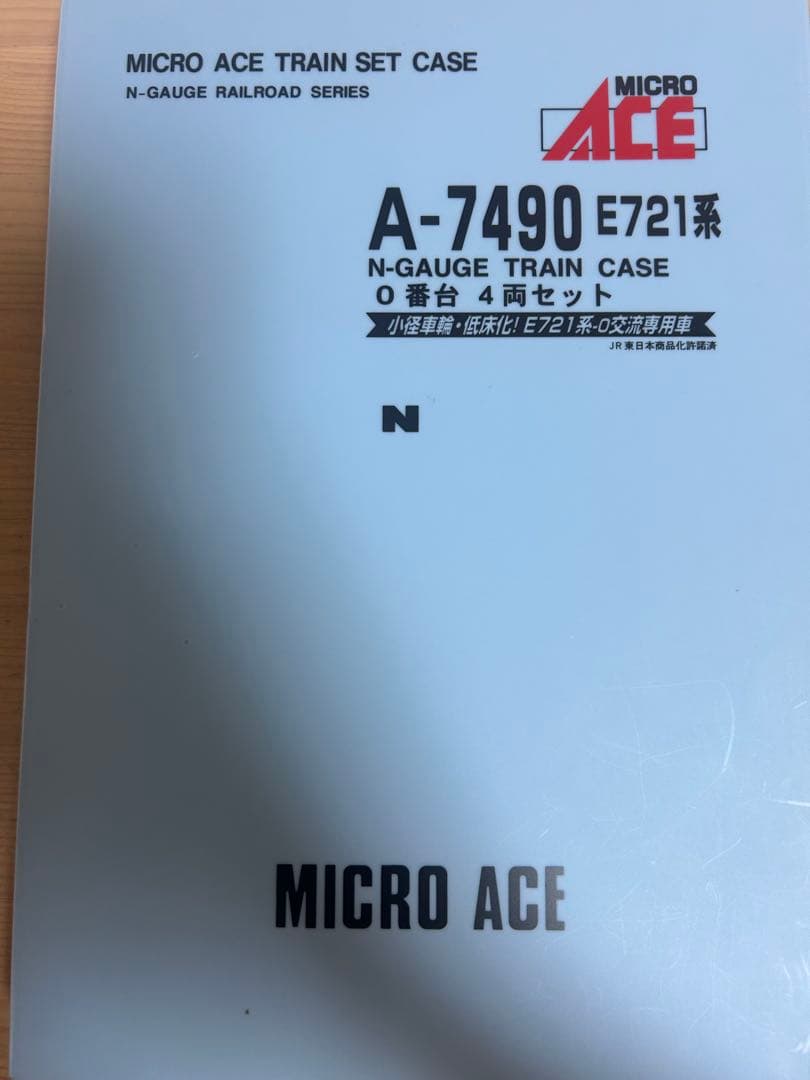 MICRO ACE TRAIN SET CASE
N-GAUGE RAILROAD SERIES
MICRO
ACE
A-7490 E721系
N-GAUGE TRAIN CASE
0番台 4両セット
小径車輪・低床化!E721系-0交流専用車
JR東日本商品化許諾済
N
MICRO ACE